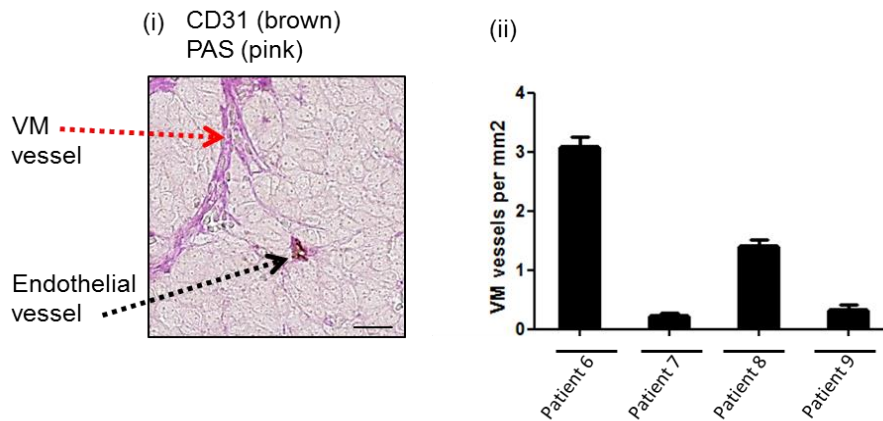 (i) CD31 (brown)
PAS (pink)
VM
vessel
Endothelial
vessel
(ii)
VM vessels per mm2
4
3
2
1
0
Patient 6
Patient 7
Patient 8
Patient 9